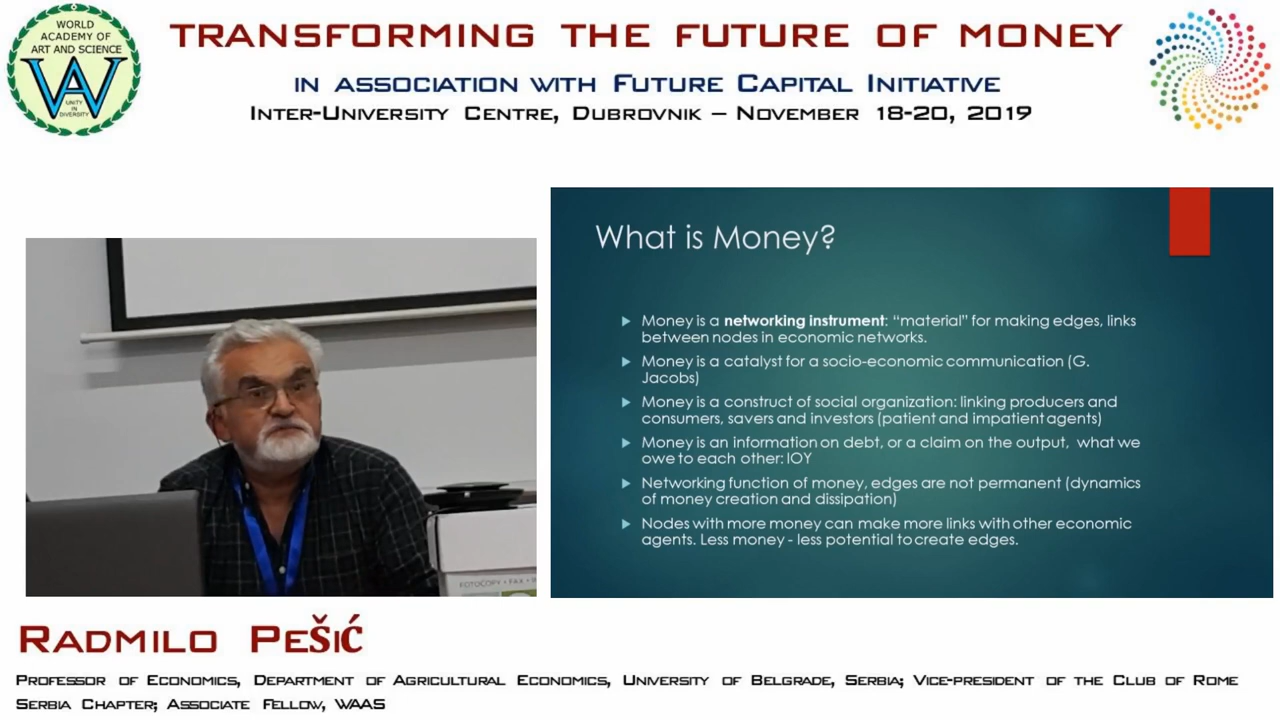 WORLD
ACADEMY OF
ART AND SCIENCE
UNITY
IN
DIVERSITY
TRANSFORMING THE FUTURE OF MONEY
IN ASSOCIATION WITH FUTURE CAPITAL INITIATIVE
INTER-UNIVERSITY CENTRE, DUBROVNIK – NOVEMBER 18-20, 2019
What is Money?
Money is a networking instrument: “material” for making edges, links
between nodes in economic networks.
Money is a catalyst for a socio-economic communication (G.
Jacobs)
Money is a construct of social organization: linking producers and
consumers, savers and investors (patient and impatient agents)
Money is an information on debt, or a claim on the output, what we
owe to each other: IOY
Networking function of money, edges are not permanent (dynamics
of money creation and dissipation)
Nodes with more money can make more links with other economic
agents. Less money - less potential to create edges.
FOTOCOPY • FAX •
RADMILO PEŠIĆ
PROFESSOR OF ECONOMICS, DEPARTMENT OF AGRICULTURAL ECONOMICS, UNIVERSITY OF BELGRADE, SERBIA; VICE-PRESIDENT OF THE CLUB OF ROME
SERBIA CHAPTER; ASSOCIATE FELLOW, WAAS